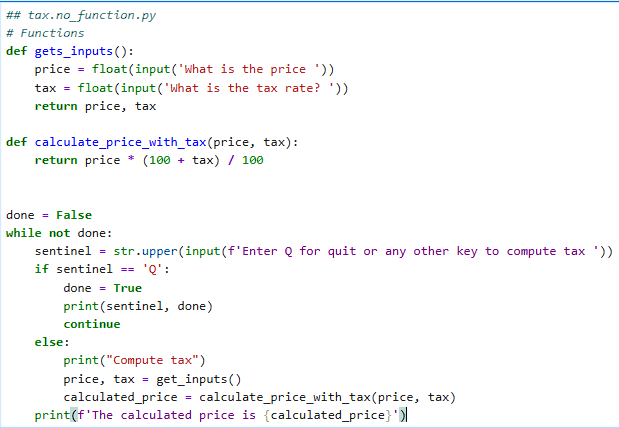 ## tax.no_function.py
# Functions
def gets_inputs():
    price = float(input('What is the price '))
    tax = float(input('What is the tax rate? '))
    return price, tax

def calculate_price_with_tax(price, tax):
    return price * (100 + tax) / 100


done = False
while not done:
    sentinel = str.upper(input(f'Enter Q for quit or any other key to compute tax '))
    if sentinel == 'Q':
        done = True
        print(sentinel, done)
        continue
    else:
        print("Compute tax")
        price, tax = get_inputs()
        calculated_price = calculate_price_with_tax(price, tax)
    print(f'The calculated price is {calculated_price}')